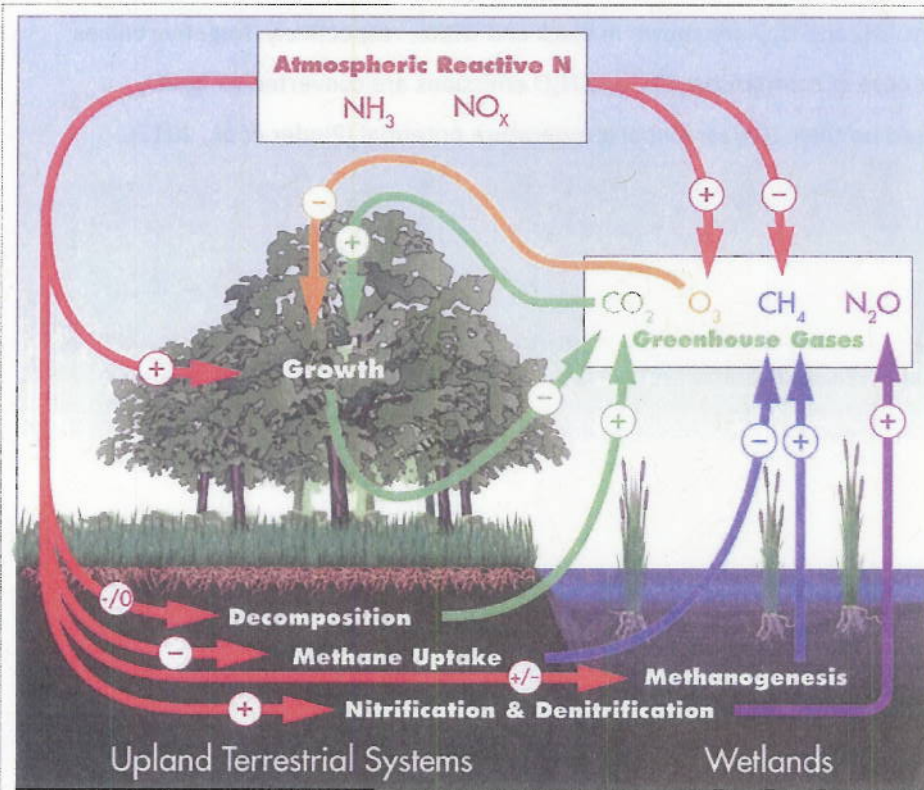 Atmospheric Reactive N
NH₃ NOₓ
−
+
+
−
CO₂ O₃ CH₄ N₂O
Greenhouse Gases
+
Growth
−
+
−
+
+
-/0
Decomposition
−
Methane Uptake
+/-
Methanogenesis
+
Nitrification & Denitrification
Upland Terrestrial Systems
Wetlands